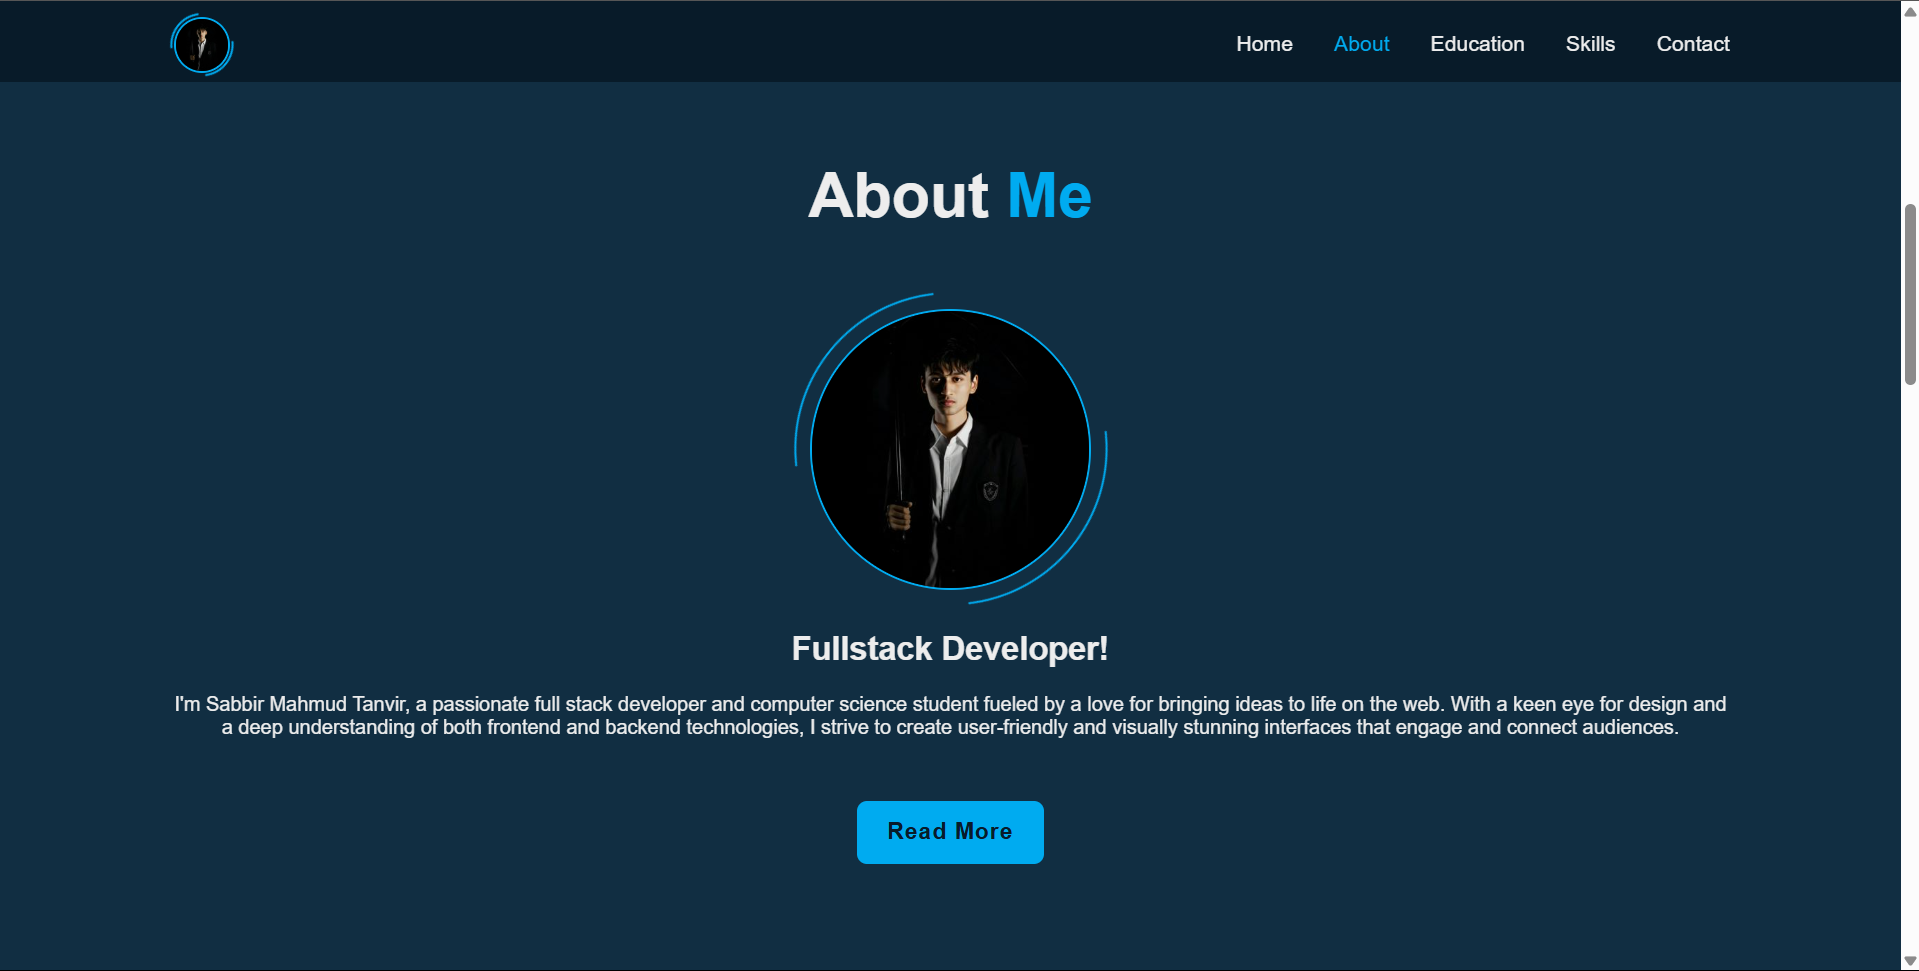 Home About Education Skills Contact
About Me
Fullstack Developer!
I'm Sabbir Mahmud Tanvir, a passionate full stack developer and computer science student fueled by a love for bringing ideas to life on the web. With a keen eye for design and
a deep understanding of both frontend and backend technologies, I strive to create user-friendly and visually stunning interfaces that engage and connect audiences.
Read More